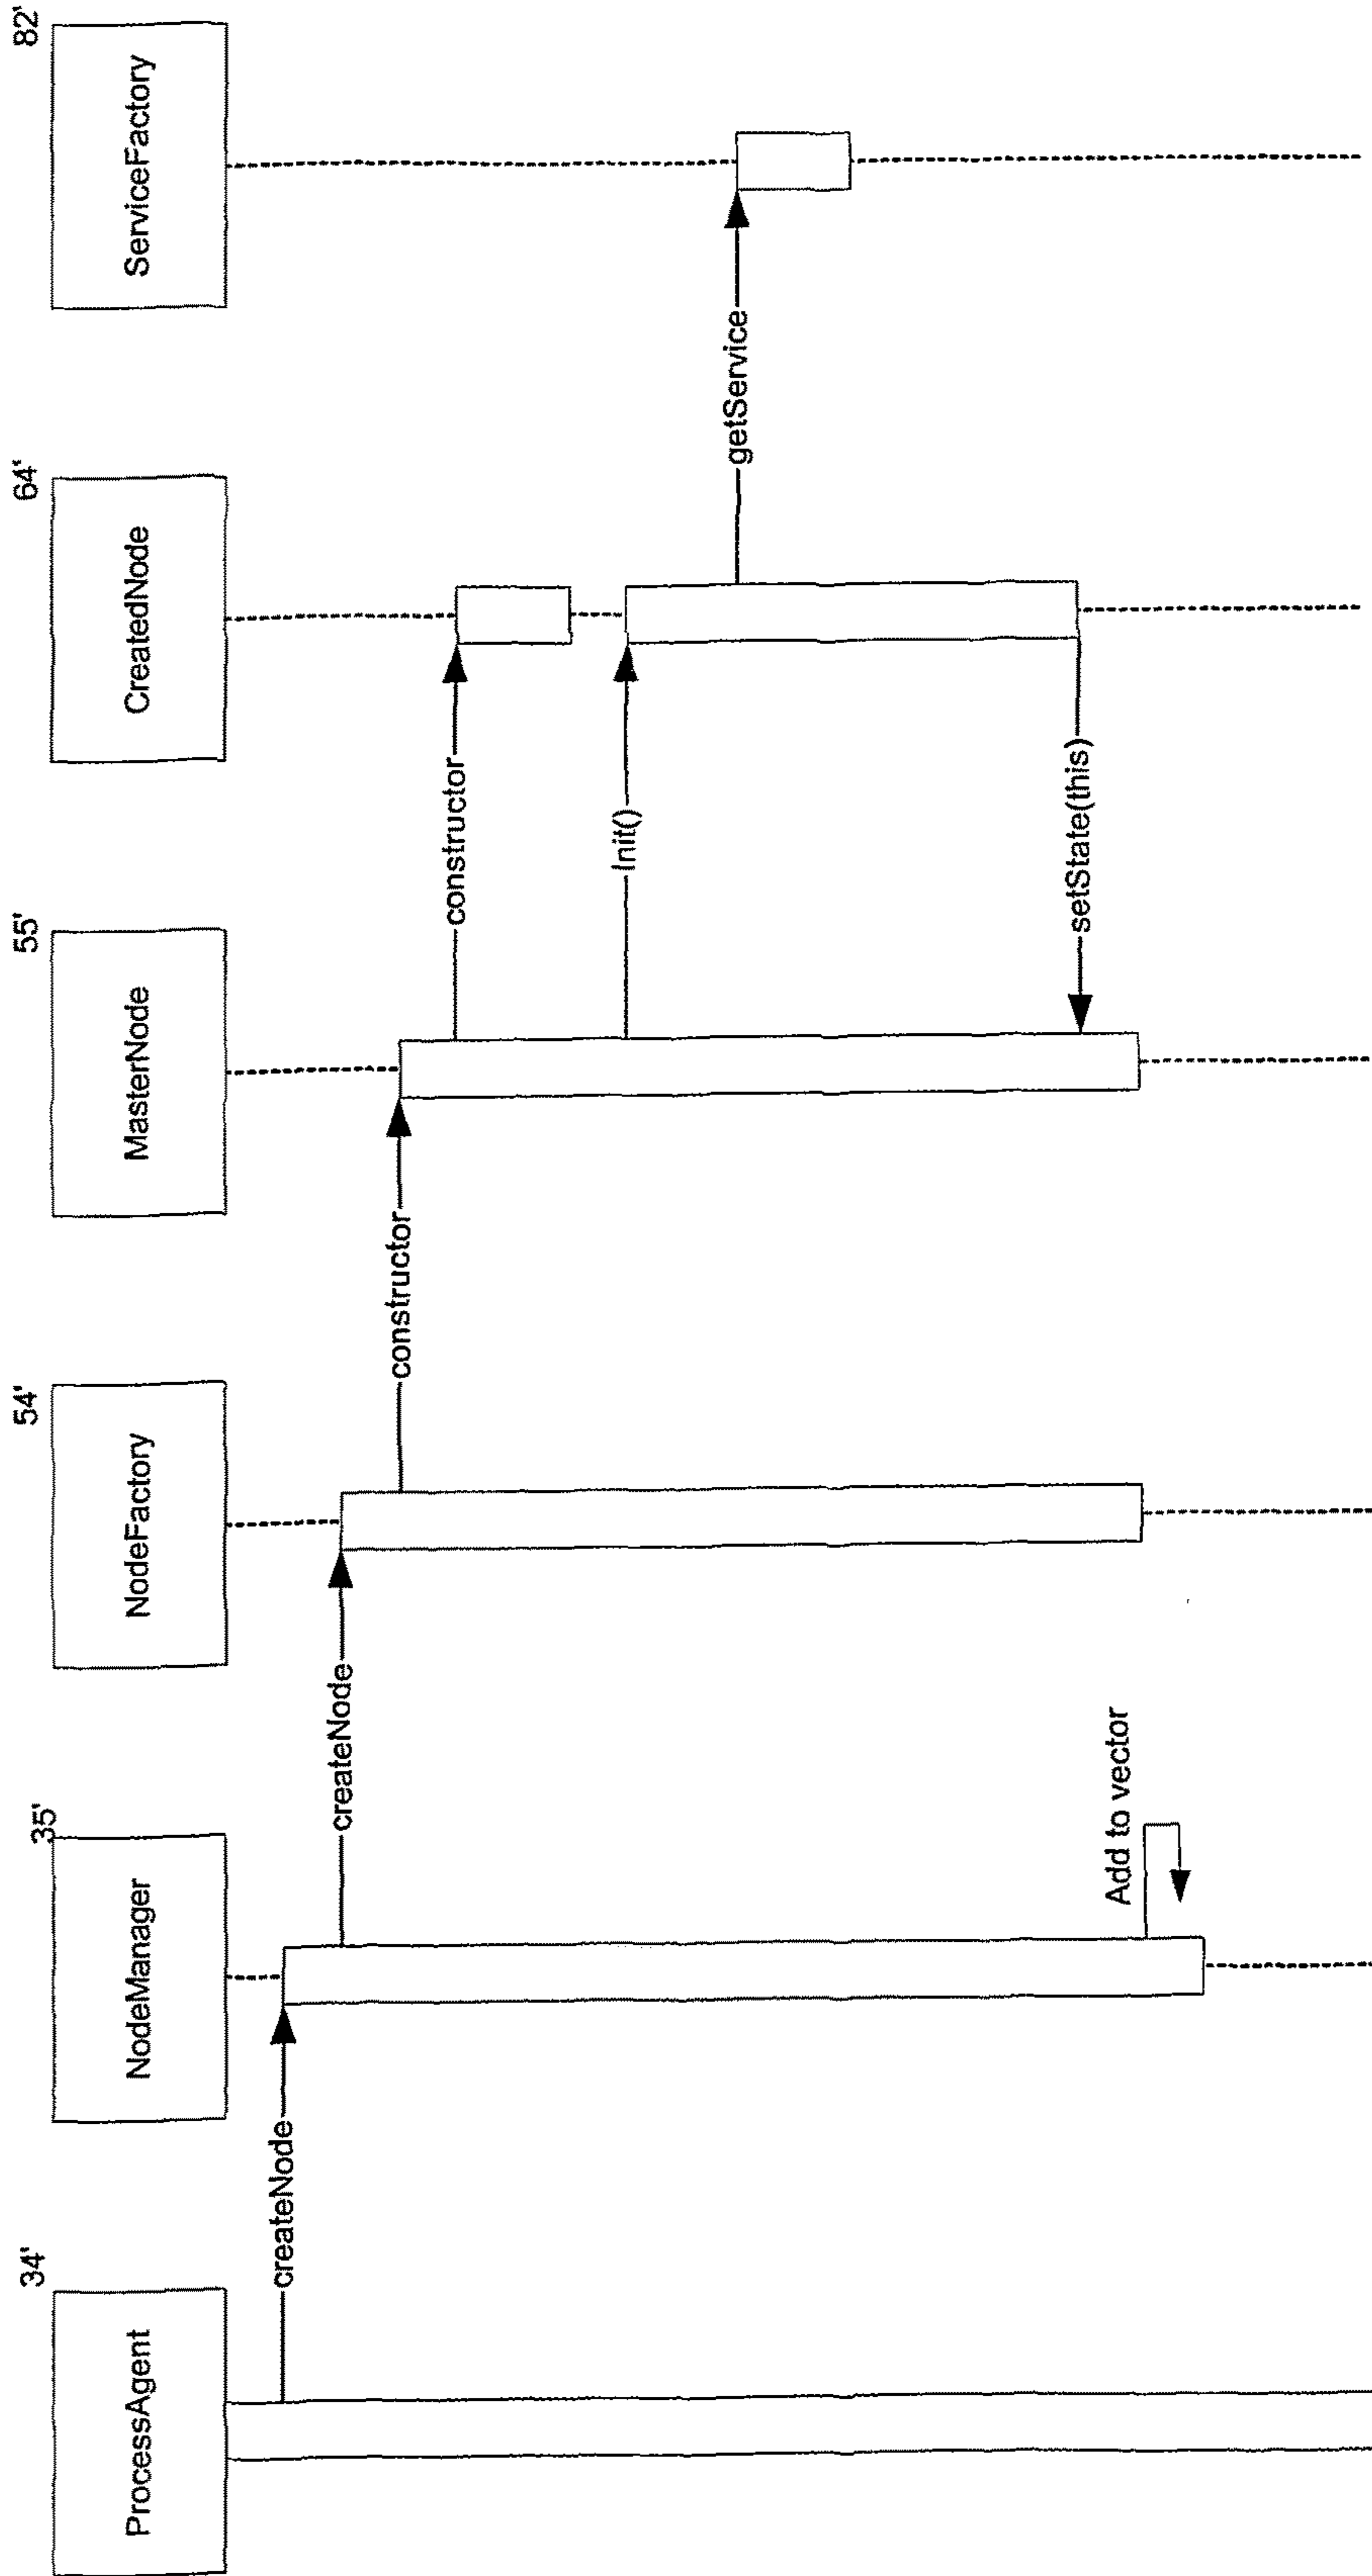 34'
35'
54'
55'
64'
82'
ProcessAgent
NodeManager
NodeFactory
MasterNode
CreatedNode
ServiceFactory
createNode
createNode
constructor
constructor
Init()
getService
setState(this)
Add to vector